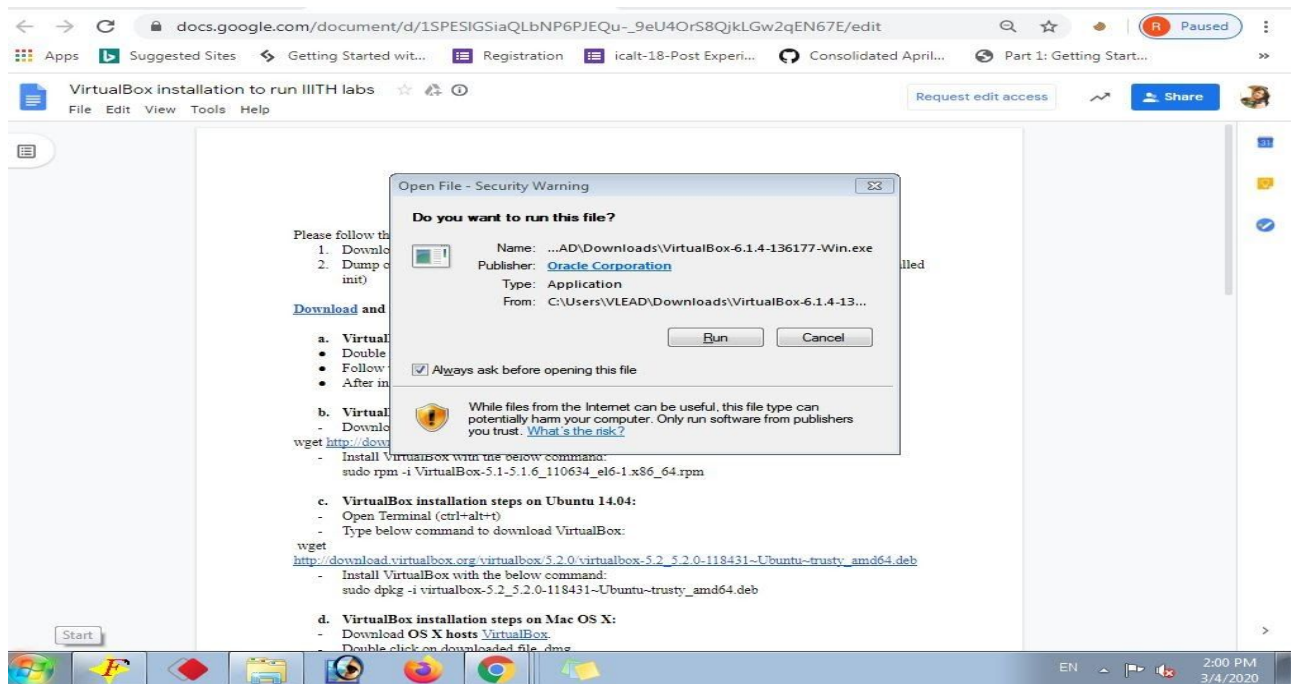 docs.google.com/document/d/1SPESIGSiaQLbNP6PJEQu-_9eU4OrS8QjkLGw2qEN67E/edit
R Paused
Apps Suggested Sites Getting Started wit... Registration icalt-18-Post Experi... Consolidated April... Part 1: Getting Start... »
VirtualBox installation to run IIITH labs
File Edit View Tools Help
Request edit access
Share
31
Open File - Security Warning
Do you want to run this file?
Name: ...AD\Downloads\VirtualBox-6.1.4-136177-Win.exe
Publisher: Oracle Corporation
Type: Application
From: C:\Users\VLEAD\Downloads\VirtualBox-6.1.4-13...
Run Cancel
Always ask before opening this file
While files from the Internet can be useful, this file type can
potentially harm your computer. Only run software from publishers
you trust. What's the risk?
Please follow th
1. Downlo
2. Dump o lled
init)
Download and
a. Virtual
● Double
● Follow
● After in
b. Virtual
- Downlo
wget http://dow
- Install VirtualBox with the below command:
sudo rpm -i VirtualBox-5.1-5.1.6_110634_el6-1.x86_64.rpm
c. VirtualBox installation steps on Ubuntu 14.04:
- Open Terminal (ctrl+alt+t)
- Type below command to download VirtualBox:
wget
http://download.virtualbox.org/virtualbox/5.2.0/virtualbox-5.2_5.2.0-118431~Ubuntu~trusty_amd64.deb
- Install VirtualBox with the below command:
sudo dpkg -i virtualbox-5.2_5.2.0-118431~Ubuntu~trusty_amd64.deb
d. VirtualBox installation steps on Mac OS X:
- Download OS X hosts VirtualBox.
- Double click on downloaded file .dmg
Start
EN
2:00 PM
3/4/2020